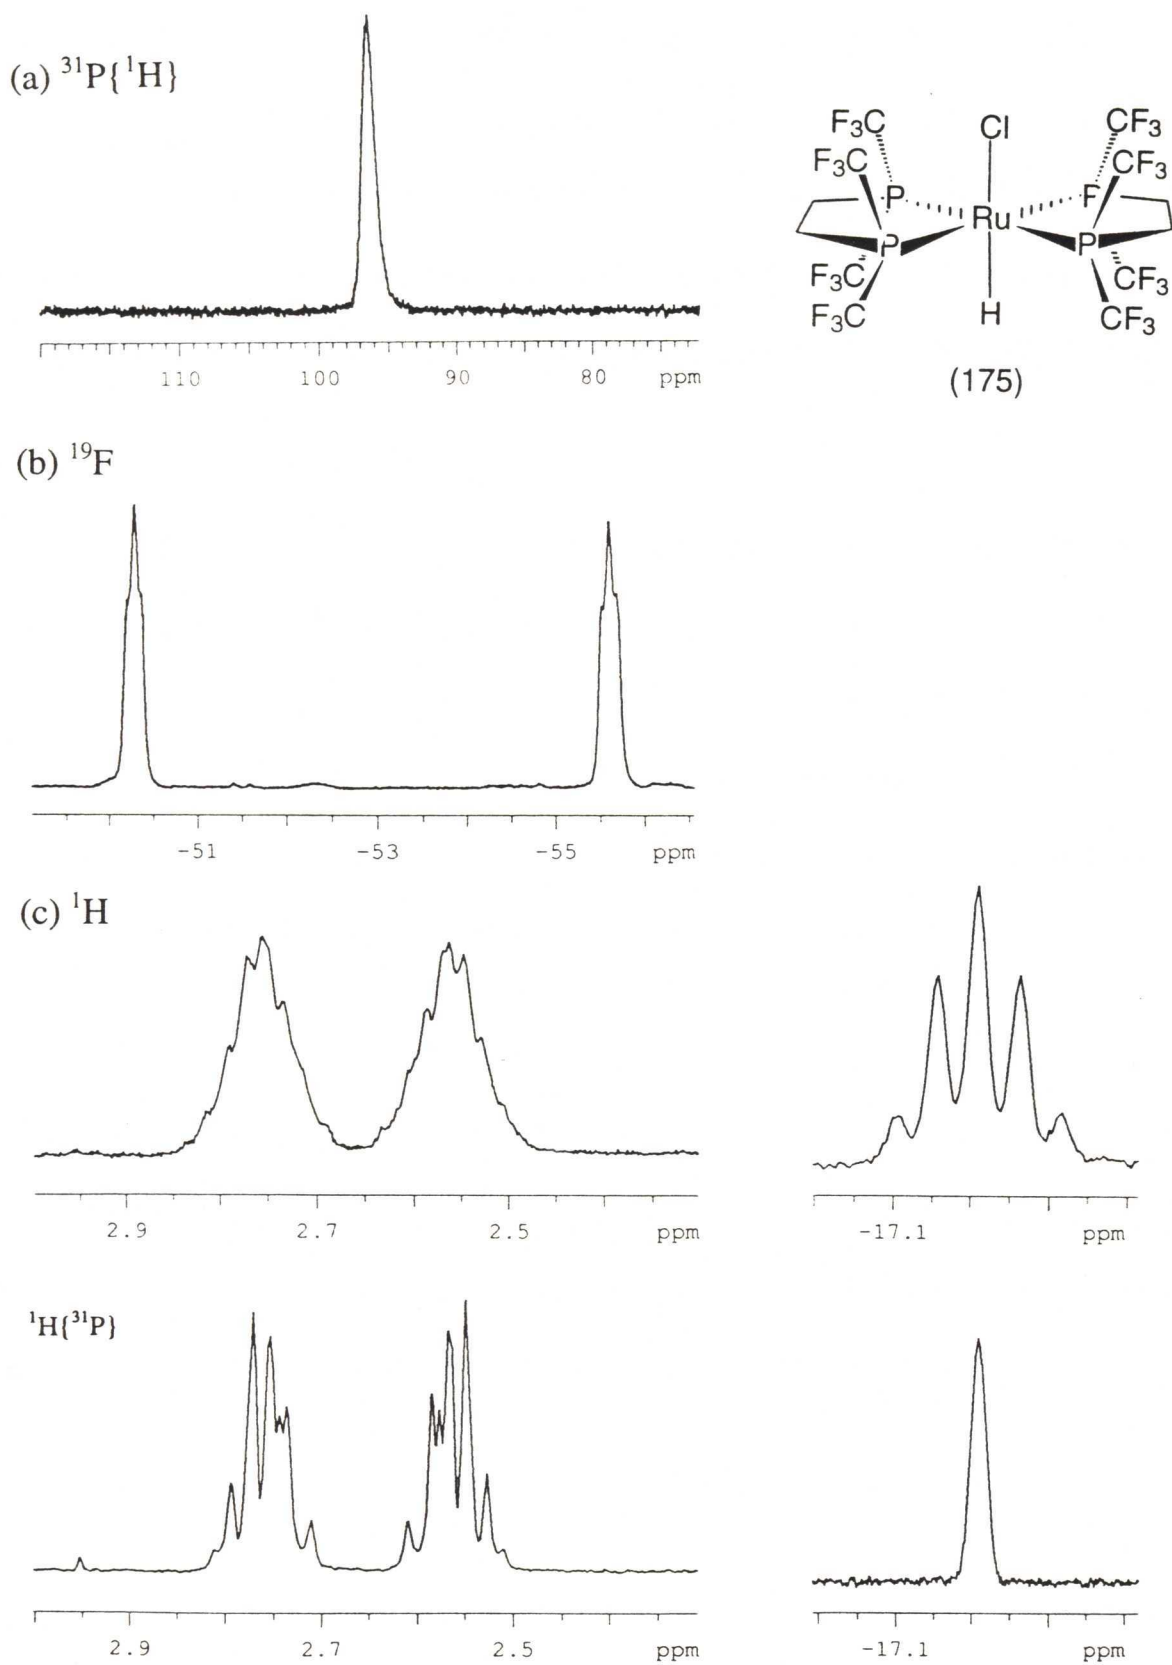 (a) ³¹P{¹H}
110 100 90 80 ppm
F₃C Cl CF₃
F₃C CF₃
P Ru P
P P
F₃C CF₃
F₃C H CF₃
(175)
(b) ¹⁹F
-51 -53 -55 ppm
(c) ¹H
2.9 2.7 2.5 ppm
-17.1 ppm
¹H{³¹P}
2.9 2.7 2.5 ppm
-17.1 ppm